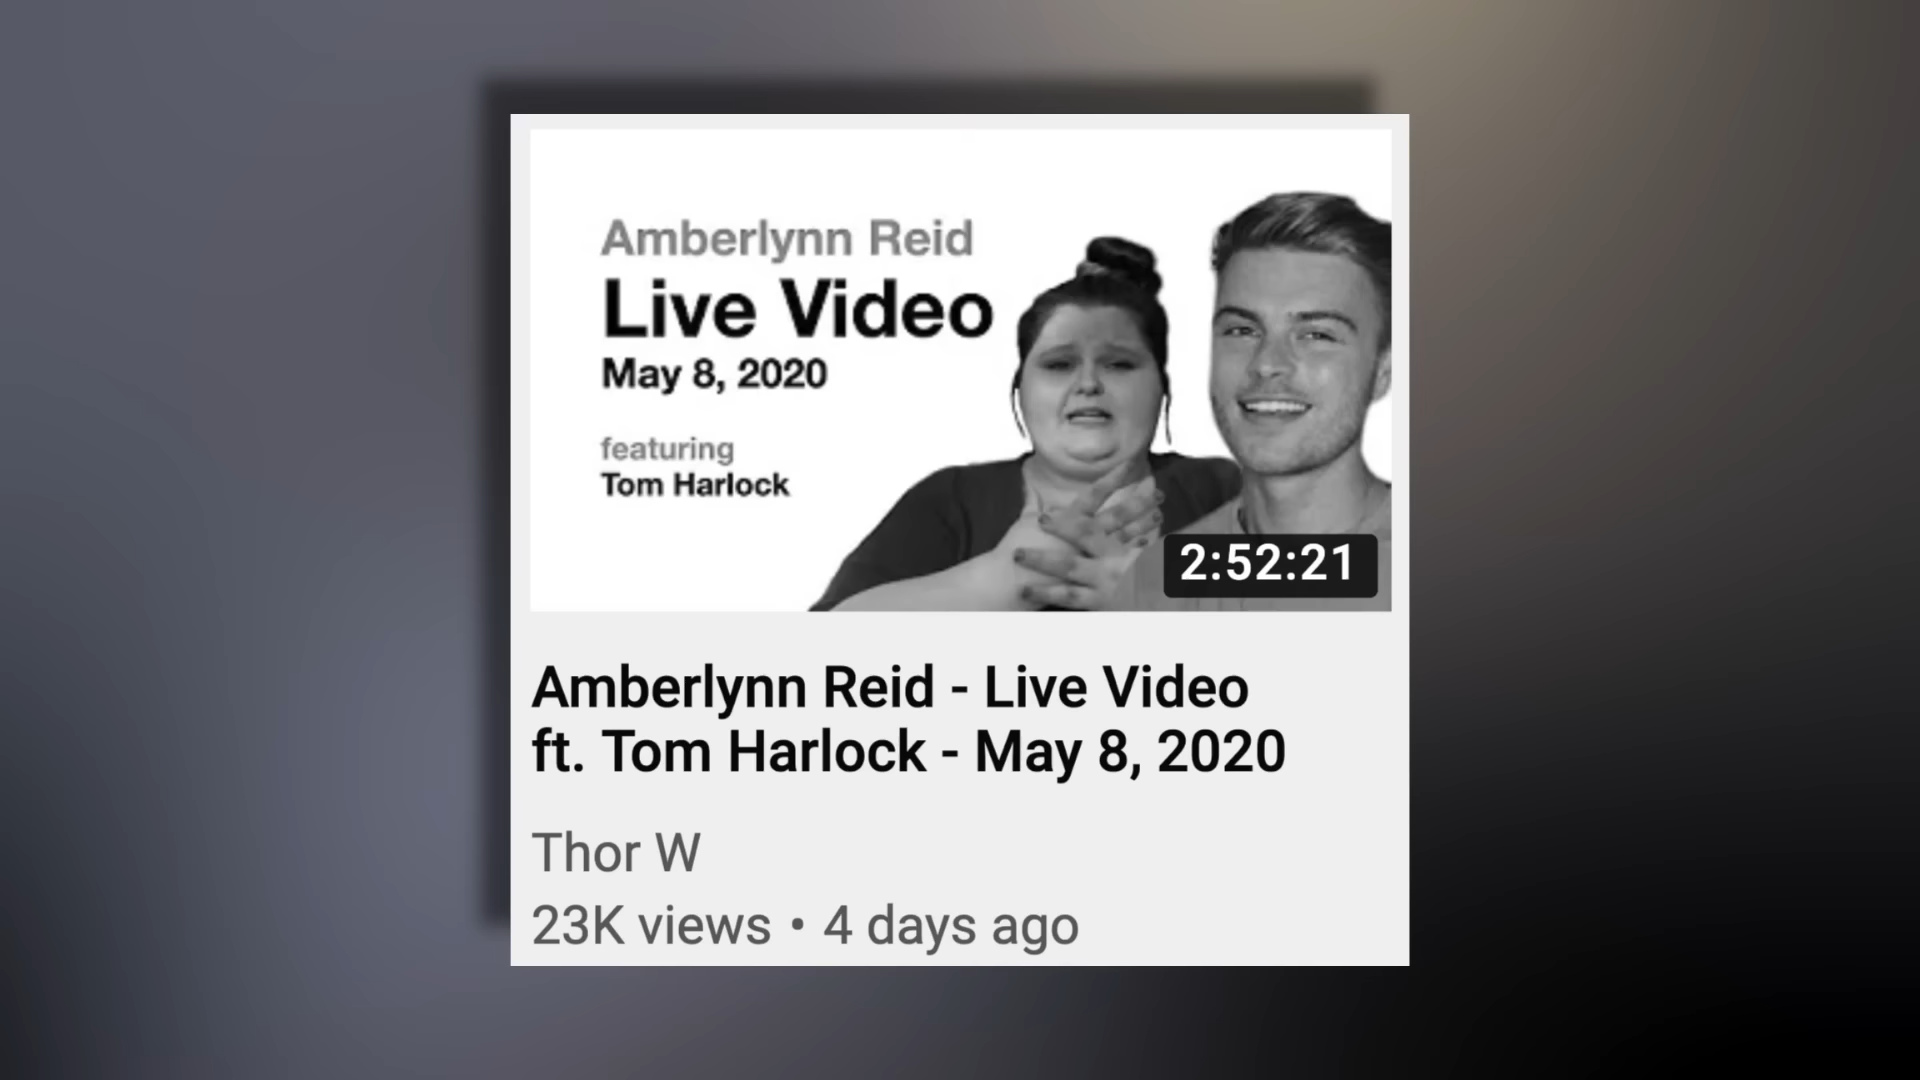 Amberlynn Reid
Live Video
May 8, 2020
featuring
Tom Harlock
2:52:21
Amberlynn Reid - Live Video
ft. Tom Harlock - May 8, 2020
Thor W
23K views • 4 days ago